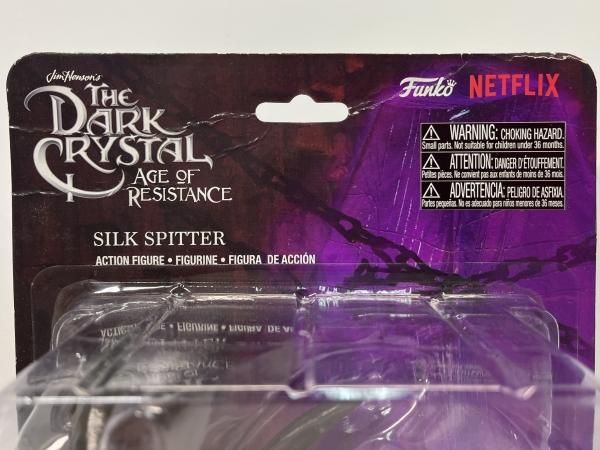 Jim Henson's
THE
DARK
CRYSTAL
AGE OF
RESISTANCE
Funko NETFLIX
WARNING: CHOKING HAZARD.
Small parts. Not suitable for children under 36 months.
ATTENTION: DANGER D'ÉTOUFFEMENT.
Petites pièces. Ne convient pas aux enfants de moins de 36 mois.
ADVERTENCIA: PELIGRO DE ASFIXIA.
Partes pequeñas. No es adecuado para niños menores de 36 meses.
SILK SPITTER
ACTION FIGURE • FIGURINE • FIGURA DE ACCIÓN